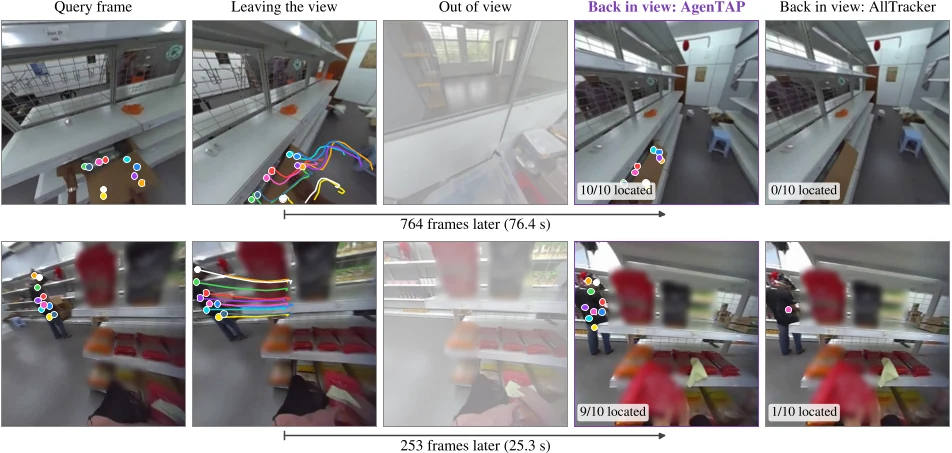 Query frame
Leaving the view
Out of view
Back in view: AgenTAP
Back in view: AllTracker
10/10 located
0/10 located
764 frames later (76.4 s)
9/10 located
1/10 located
253 frames later (25.3 s)